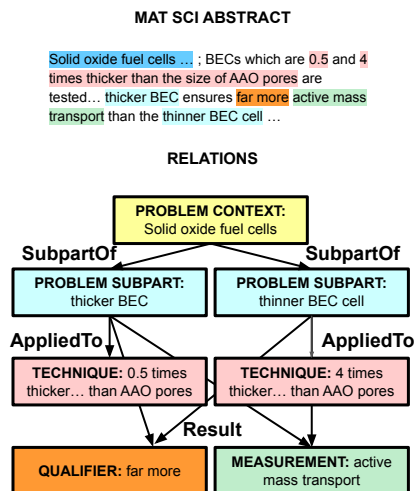 MAT SCI ABSTRACT
Solid oxide fuel cells … ; BECs which are 0.5 and 4
times thicker than the size of AAO pores are
tested… thicker BEC ensures far more active mass
transport than the thinner BEC cell …
RELATIONS
PROBLEM CONTEXT:
Solid oxide fuel cells
SubpartOf SubpartOf
PROBLEM SUBPART:
thicker BEC
PROBLEM SUBPART:
thinner BEC cell
AppliedTo AppliedTo
TECHNIQUE: 0.5 times
thicker… than AAO pores
TECHNIQUE: 4 times
thicker… than AAO pores
Result
QUALIFIER: far more
MEASUREMENT: active
mass transport